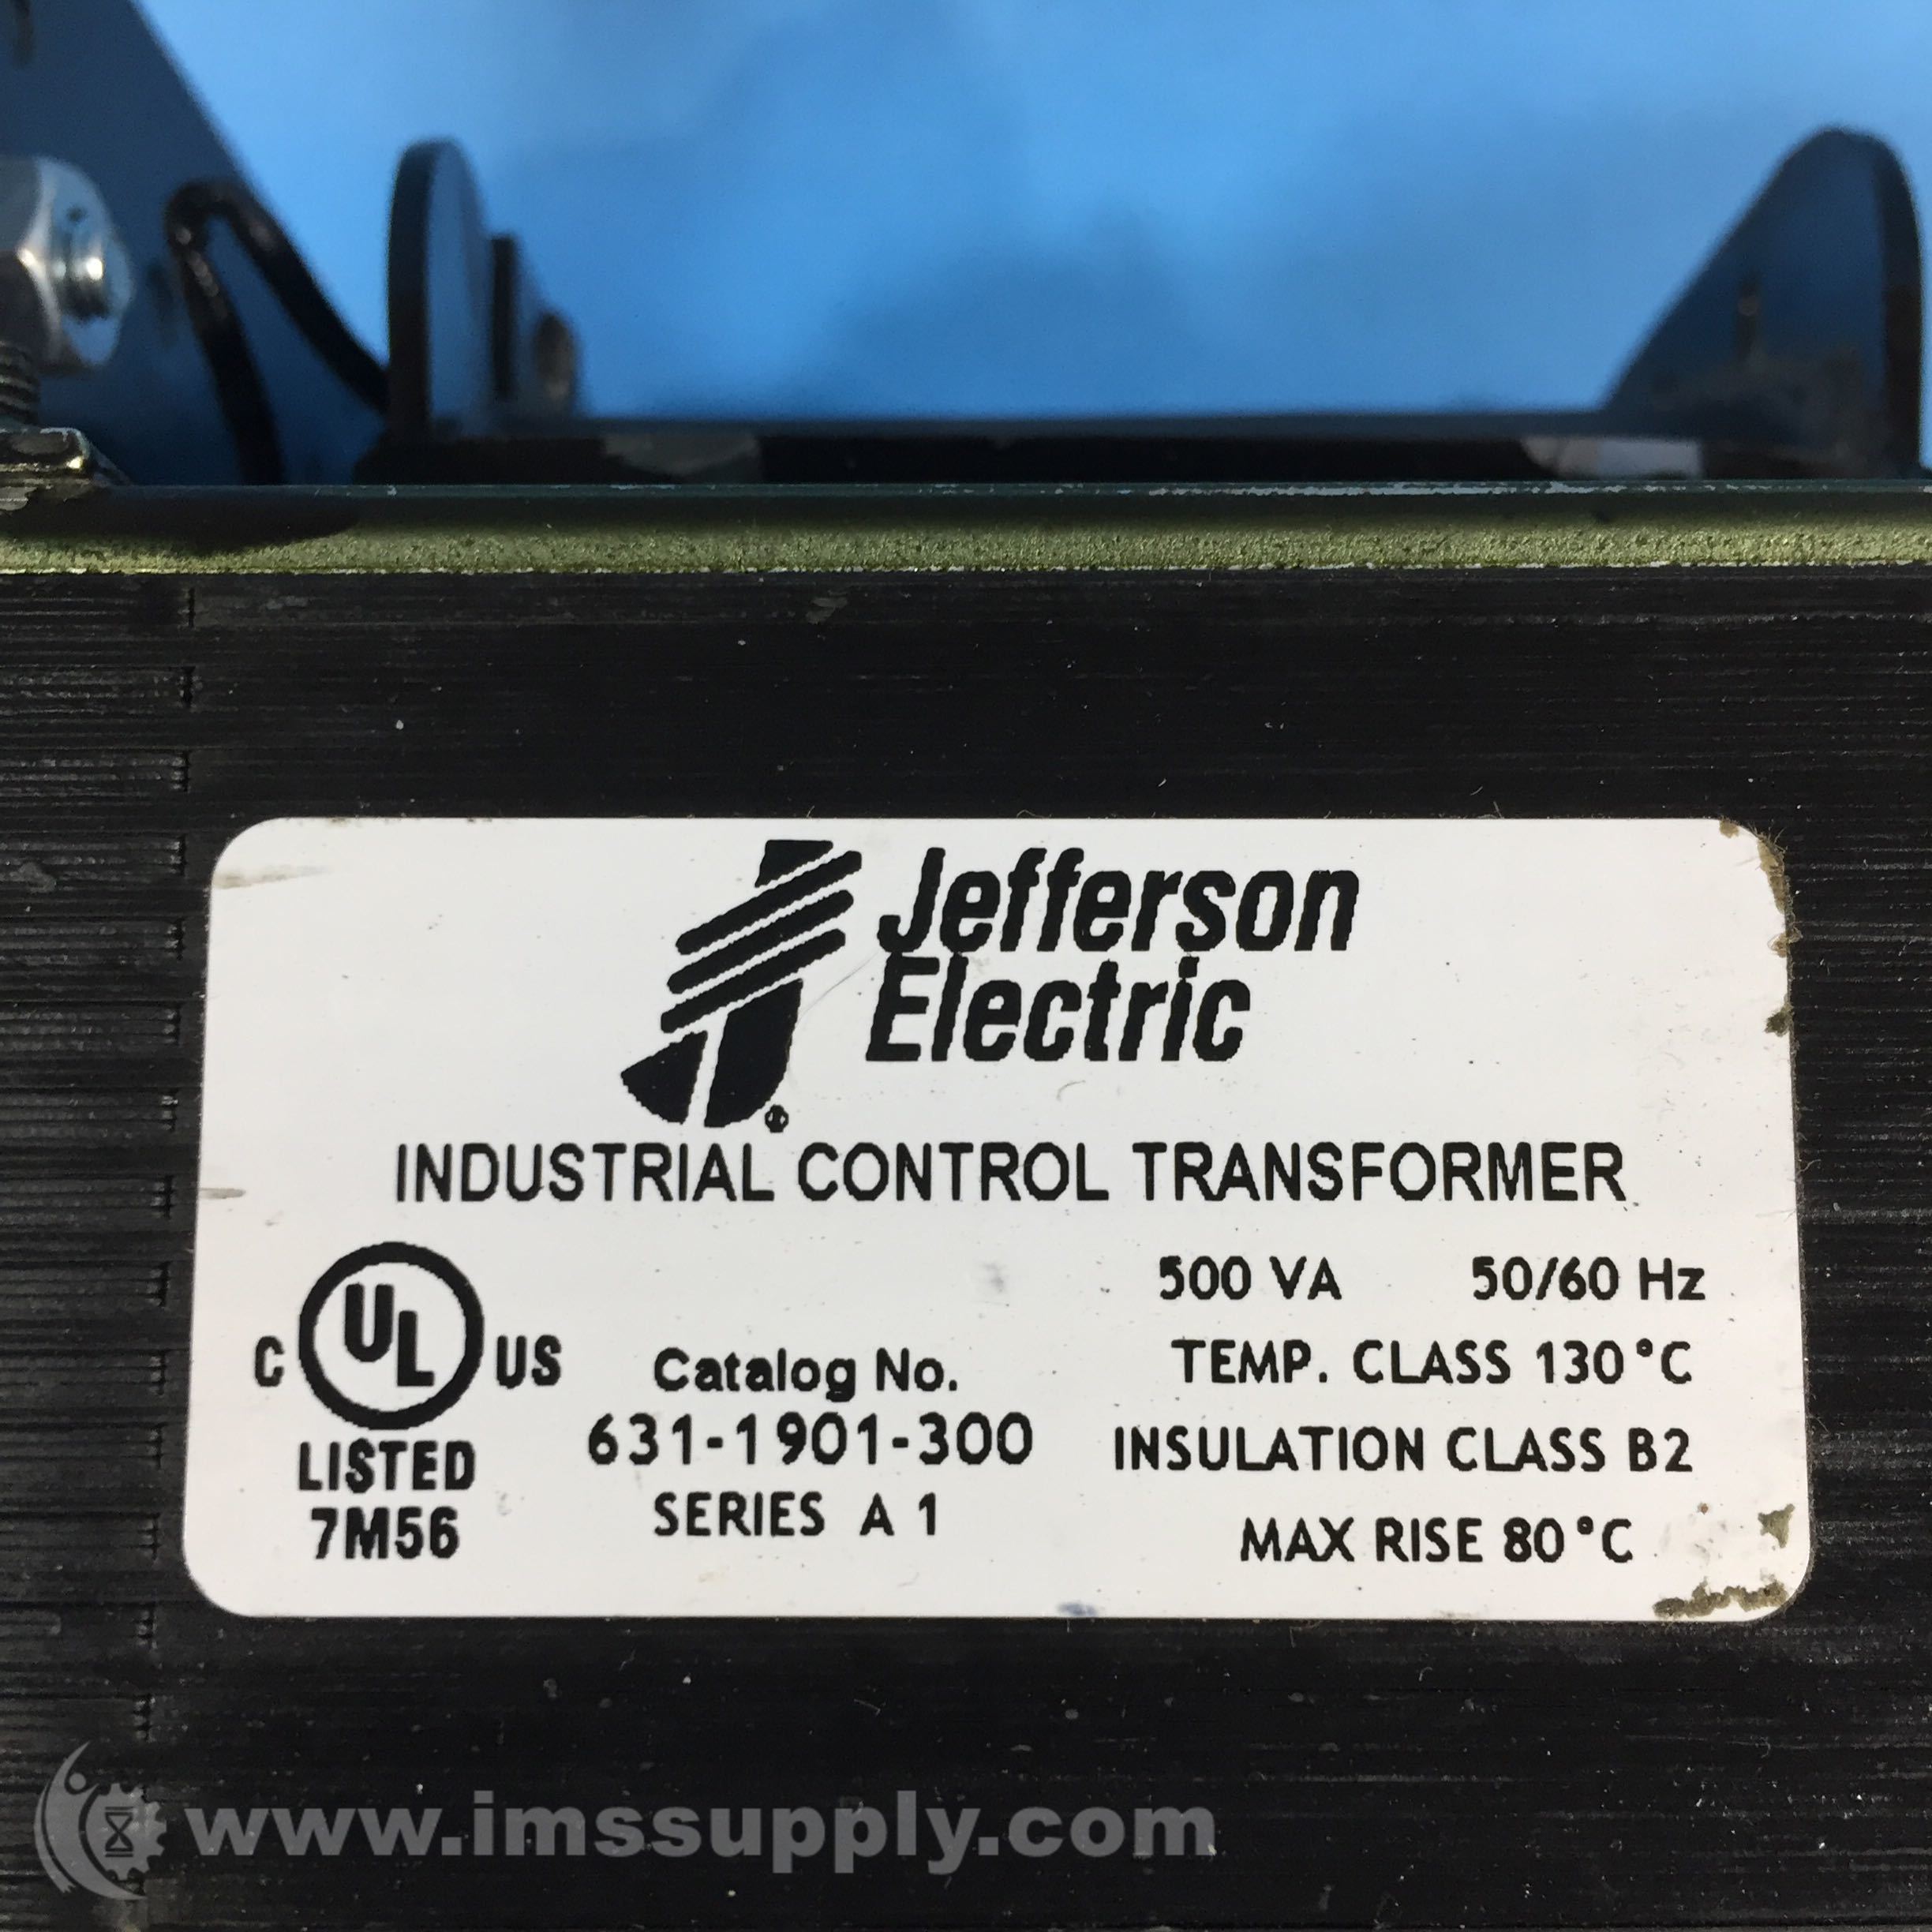 Jefferson
Electric
®
INDUSTRIAL CONTROL TRANSFORMER
500 VA 50/60 Hz
C UL US
TEMP. CLASS 130°C
Catalog No.
631-1901-300
INSULATION CLASS B2
LISTED
7M56
SERIES A 1
MAX RISE 80°C
www.imssupply.com